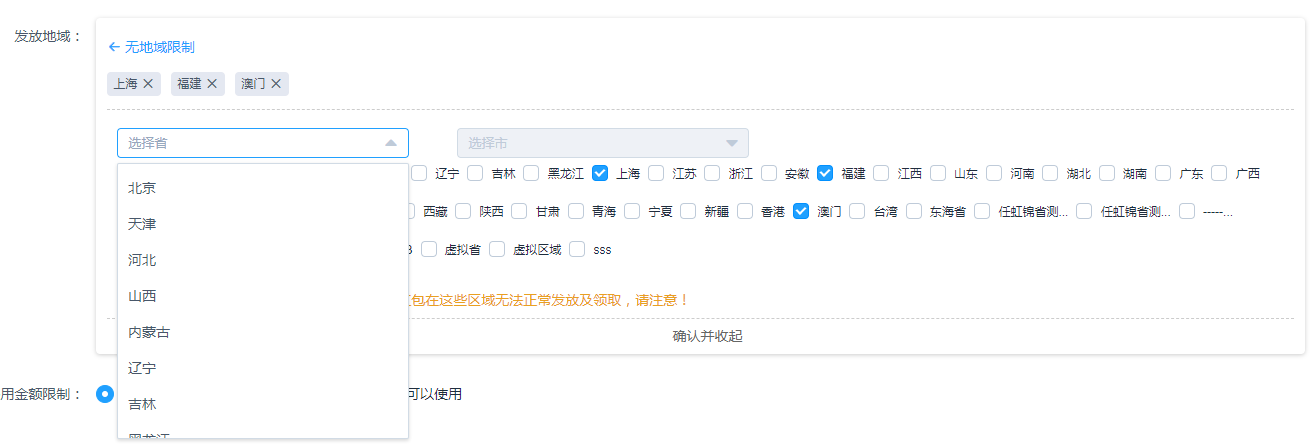 发放地域：
← 无地域限制
上海 × 福建 × 澳门 ×
选择省 选择市
辽宁 吉林 黑龙江 上海 江苏 浙江 安徽 福建 江西 山东 河南 湖北 湖南 广东 广西
西藏 陕西 甘肃 青海 宁夏 新疆 香港 澳门 台湾 东海省 任虹锦省测... 任虹锦省测... -----...
虚拟省 虚拟区域 sss
包在这些区域无法正常发放及领取，请注意！
确认并收起
北京
天津
河北
山西
内蒙古
辽宁
吉林
黑龙江
用金额限制：
可以使用